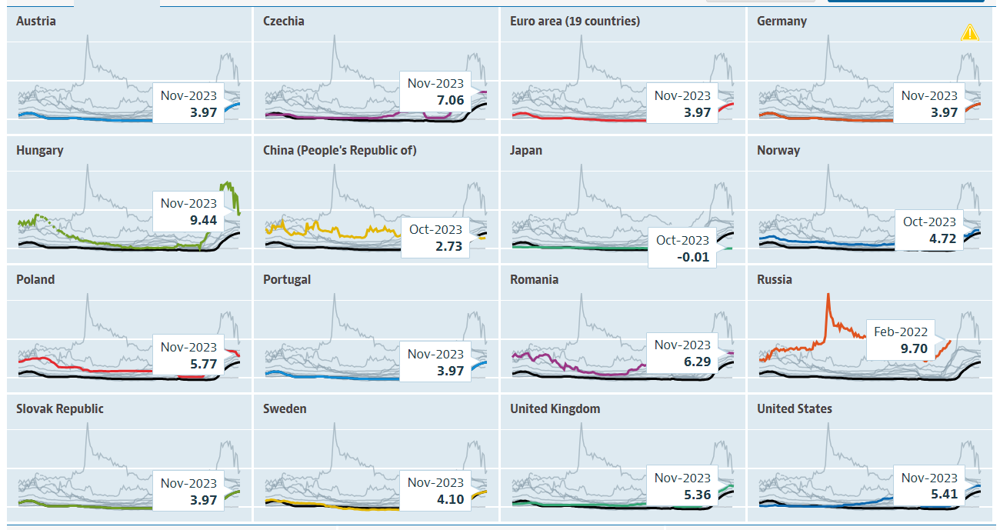 Austria
Nov-2023
3.97
Czechia
Nov-2023
7.06
Euro area (19 countries)
Nov-2023
3.97
Germany
Nov-2023
3.97
Hungary
Nov-2023
9.44
China (People's Republic of)
Oct-2023
2.73
Japan
Oct-2023
-0.01
Norway
Oct-2023
4.72
Poland
Nov-2023
5.77
Portugal
Nov-2023
3.97
Romania
Nov-2023
6.29
Russia
Feb-2022
9.70
Slovak Republic
Nov-2023
3.97
Sweden
Nov-2023
4.10
United Kingdom
Nov-2023
5.36
United States
Nov-2023
5.41